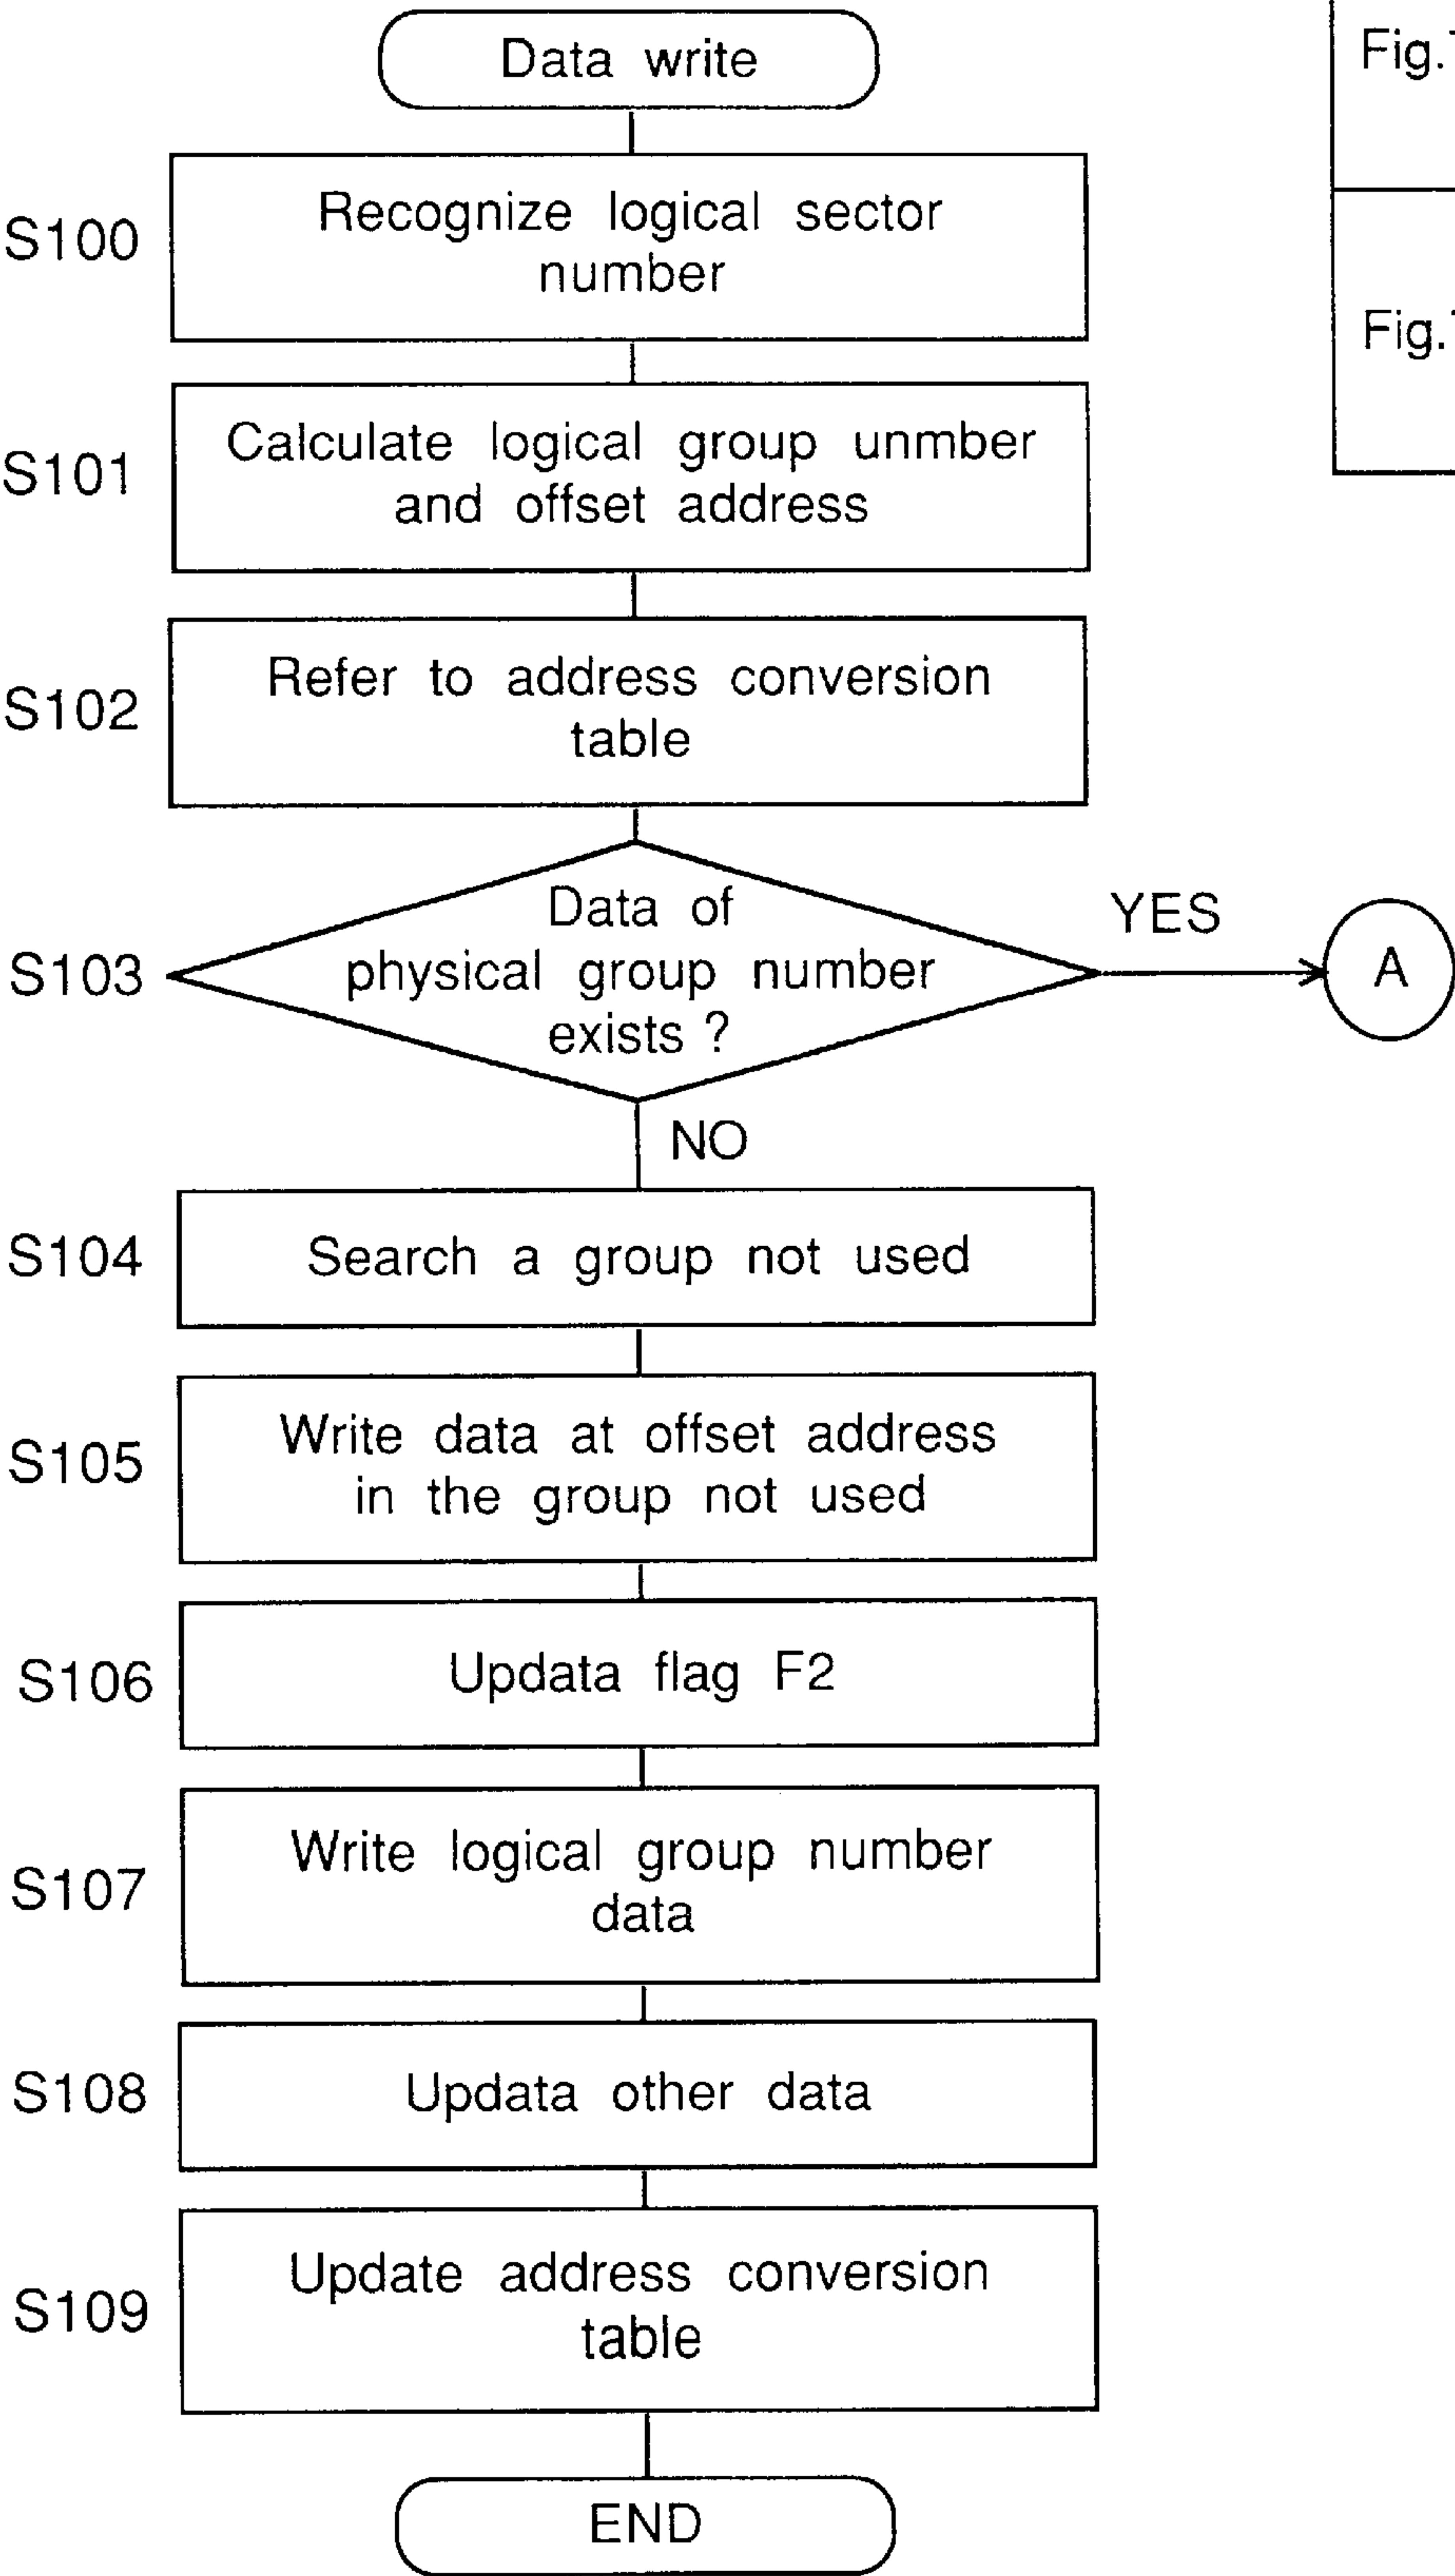 Data write
Fig.
S100
Recognize logical sector
number
Fig.
S101
Calculate logical group unmber
and offset address
S102
Refer to address conversion
table
S103
Data of
physical group number
exists ?
YES
A
NO
S104
Search a group not used
S105
Write data at offset address
in the group not used
S106
Updata flag F2
S107
Write logical group number
data
S108
Updata other data
S109
Update address conversion
table
END